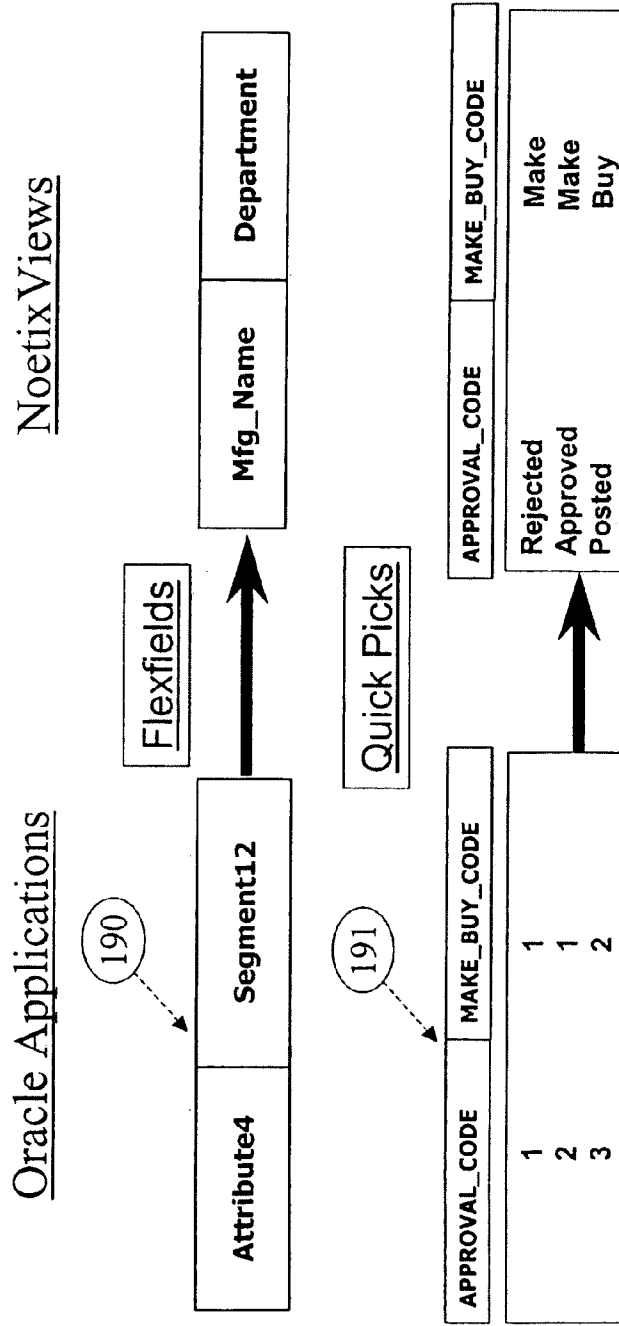 Oracle Applications
NoetixViews
190
Flexfields
Attribute4 Segment12
Mfg_Name Department
191
Quick Picks
APPROVAL_CODE MAKE_BUY_CODE
1 1
2 1
3 2
APPROVAL_CODE MAKE_BUY_CODE
Rejected Make
Approved Make
Posted Buy